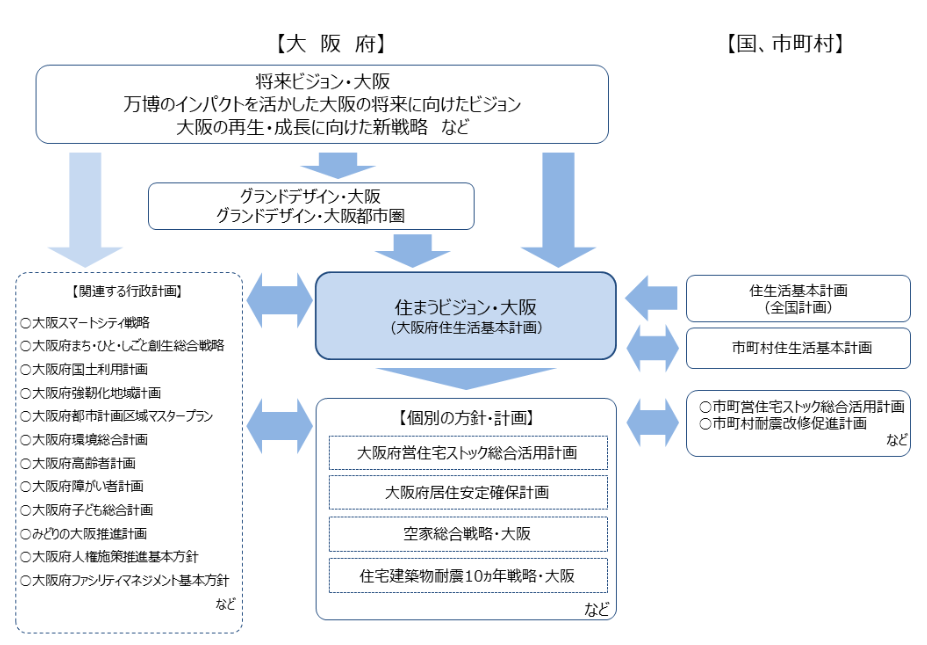 【大　阪　府】
【国、市町村】
将来ビジョン・大阪
万博のインパクトを活かした大阪の将来に向けたビジョン
大阪の再生・成長に向けた新戦略　など
グランドデザイン・大阪
グランドデザイン・大阪都市圏
【関連する行政計画】
○大阪スマートシティ戦略
○大阪府まち・ひと・しごと創生総合戦略
○大阪府国土利用計画
○大阪府強靭化地域計画
○大阪府都市計画区域マスタープラン
○大阪府環境総合計画
○大阪府高齢者計画
○大阪府障がい者計画
○大阪府子ども総合計画
○みどりの大阪推進計画
○大阪府人権施策推進基本方針
○大阪府ファシリティマネジメント基本方針
など
住まうビジョン・大阪
（大阪府住生活基本計画）
【個別の方針・計画】
大阪府営住宅ストック総合活用計画
大阪府居住安定確保計画
空家総合戦略・大阪
住宅建築物耐震10ヵ年戦略・大阪
など
住生活基本計画
（全国計画）
市町村住生活基本計画
○市町営住宅ストック総合活用計画
○市町村耐震改修促進計画
など